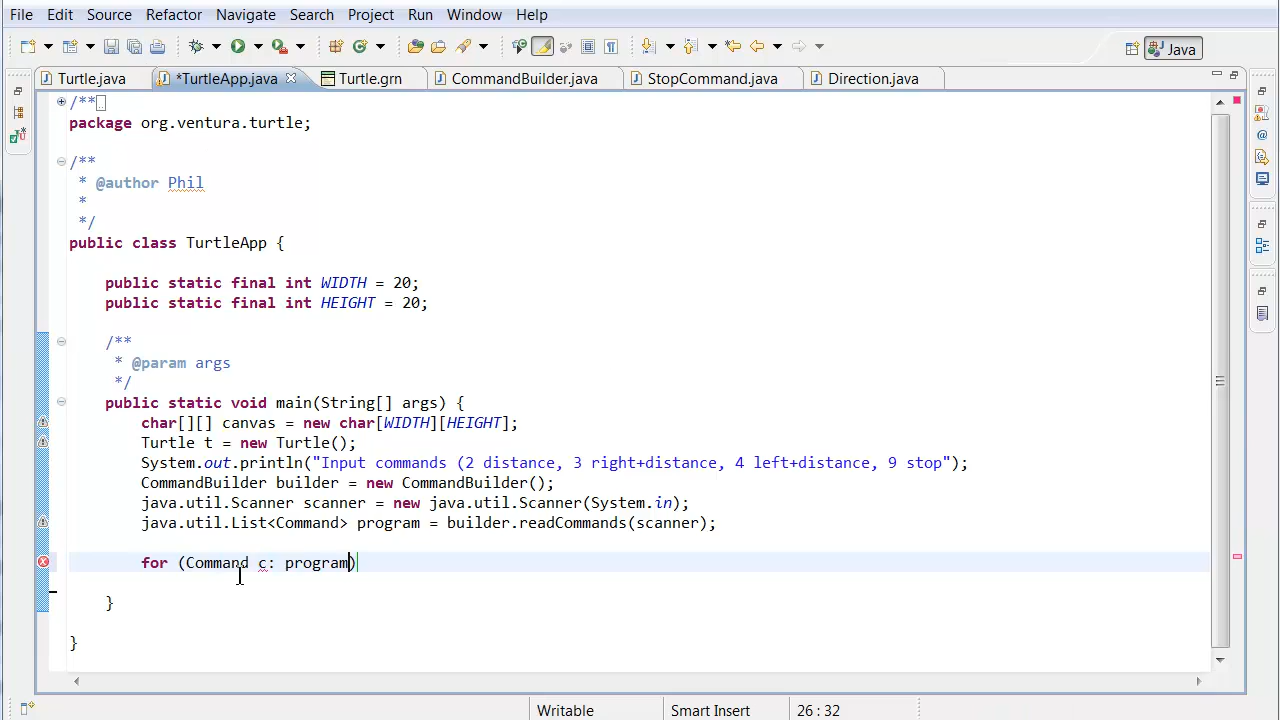 File Edit Source Refactor Navigate Search Project Run Window Help
Java
Turtle.java *TurtleApp.java Turtle.grn CommandBuilder.java StopCommand.java Direction.java
/**
package org.ventura.turtle;
/**
* @author Phil
*
*/
public class TurtleApp {
public static final int WIDTH = 20;
public static final int HEIGHT = 20;
/**
* @param args
*/
public static void main(String[] args) {
char[][] canvas = new char[WIDTH][HEIGHT];
Turtle t = new Turtle();
System.out.println("Input commands (2 distance, 3 right+distance, 4 left+distance, 9 stop");
CommandBuilder builder = new CommandBuilder();
java.util.Scanner scanner = new java.util.Scanner(System.in);
java.util.List<Command> program = builder.readCommands(scanner);
for (Command c: program)
}
}
Writable Smart Insert 26 : 32